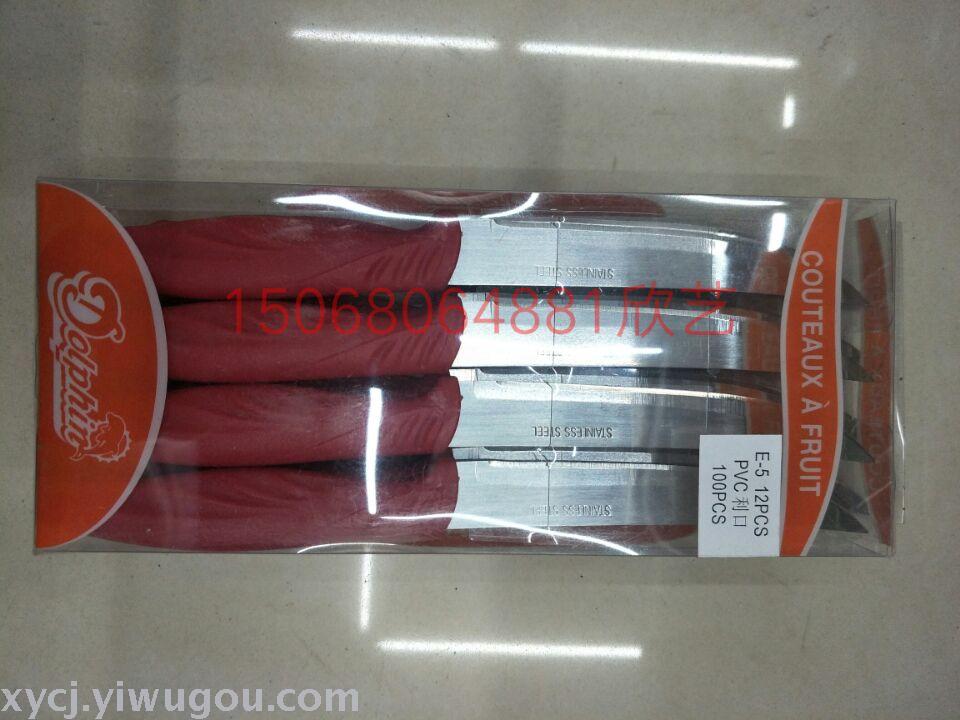 Dolphin
COUTEAUX À FRUIT
STAINLESS STEEL
STAINLESS STEEL
STAINLESS STEEL
15068064881欣艺
E-5 12PCS
PVC利口
100PCS
xycj.yiwugou.com